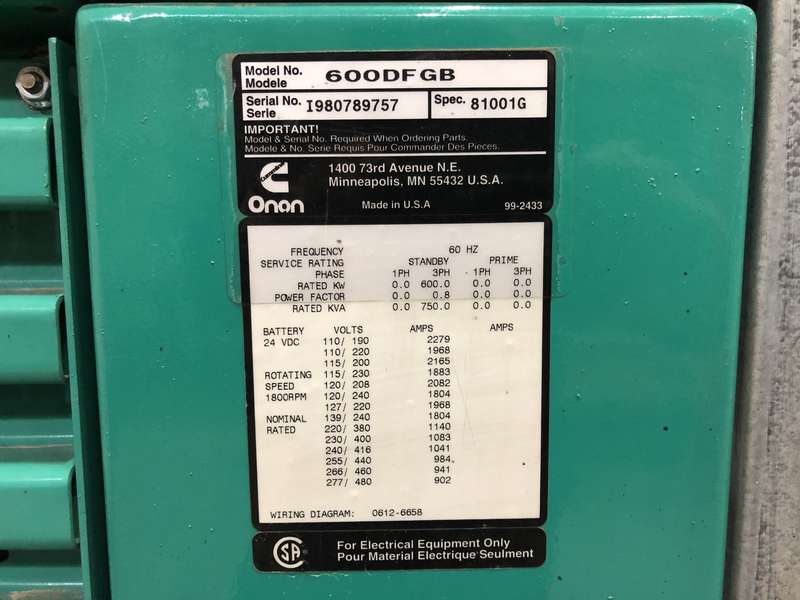 Model No. 600DFGB
Modele
Serial No. I980789757 Spec. 81001G
Serie
IMPORTANT!
Model & Serial No. Required When Ordering Parts.
Modele & No. Serie Requis Pour Commander Des Pieces.
1400 73rd Avenue N.E.
Minneapolis, MN 55432 U.S.A.
Onan Made in U.S.A 99-2433
FREQUENCY 60 HZ
SERVICE RATING STANDBY PRIME
PHASE 1PH 3PH 1PH 3PH
RATED KW 0.0 600.0 0.0 0.0
POWER FACTOR 0.0 0.8 0.0 0.0
RATED KVA 0.0 750.0 0.0 0.0
BATTERY VOLTS AMPS AMPS
24 VDC 110/ 190 2279
110/ 220 1968
115/ 200 2165
ROTATING 115/ 230 1883
SPEED 120/ 208 2082
1800RPM 120/ 240 1804
127/ 220 1968
NOMINAL 139/ 240 1804
RATED 220/ 380 1140
230/ 400 1083
240/ 416 1041
255/ 440 984
266/ 460 941
277/ 480 902
WIRING DIAGRAM: 0612-6658
CSA For Electrical Equipment Only
Pour Material Electrique Seulment